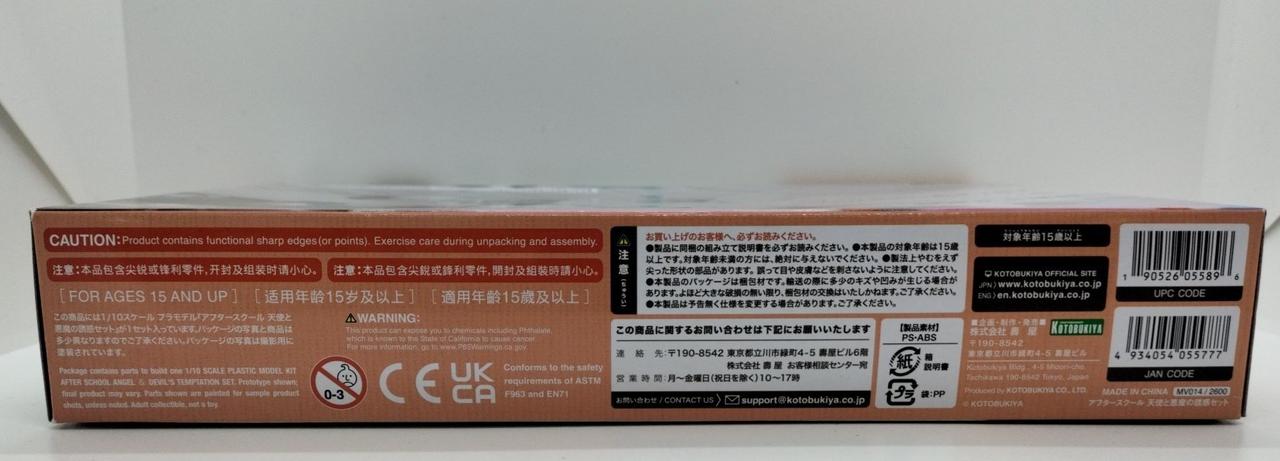 CAUTION: Product contains functional sharp edges (or points). Exercise care during unpacking and assembly.
注意：本品包含尖锐或锋利零件，开封及组装时请小心。
注意：本品包含尖銳或鋒利零件，開封及組裝時請小心。
[FOR AGES 15 AND UP] [适用年龄15岁及以上] [適用年齡15歲及以上]
この商品には1/10スケール プラモデル「アフタースクール 天使と
悪魔の誘惑セット」が1セット入っています。パッケージの写真と商品は
多少異なりますのでご了承ください。パッケージの写真は撮影用に
塗装されています。
Package contains parts to build one 1/10 SCALE PLASTIC MODEL KIT
AFTER SCHOOL ANGEL & DEVIL'S TEMPTATION SET. Prototype shown;
final product may vary. Parts shown are painted for sample product
shots, unless noted. Adult collectible, not a toy.
⚠WARNING:
This product can expose you to chemicals including Phthalate,
which is known to the State of California to cause cancer.
For more information, go to www.P65Warnings.ca.gov.
0-3
CE
UK
CA
Conforms to the safety
requirements of ASTM
F963 and EN71
注意(ちゅうい)
お買い上げのお客様へ、必ずお読みください。
●製品に同梱の組み立て説明書を必ずお読みください。●本製品の対象年齢は15歳
以上です。対象年齢未満の方には、絶対に与えないでください。●製法上やむをえず
尖った形状の部品があります。誤って目や皮膚などを刺さないように注意してください。
●本製品のパッケージは梱包材です。輸送の際に多少のキズや凹みが生じる場合が
あります。よほど大きな破損の無い限り、梱包材の交換はいたしかねます。ご了承ください。
●本製品は予告無く仕様を変更する場合があります。ご了承ください。
この商品に関するお問い合わせは下記にお願いいたします
連絡先:〒190-8542 東京都立川市緑町4-5 壽屋ビル6階
株式会社 壽屋 お客様相談センター宛
営業時間:月〜金曜日(祝日を除く)10〜17時
お問い合わせ / CONTACT US support@kotobukiya.co.jp
【製品素材】
PS・ABS
紙 箱
説明書
プラ 袋:PP
対象年齢15歳以上
KOTOBUKIYA OFFICIAL SITE
JPN www.kotobukiya.co.jp
ENG en.kotobukiya.co.jp
■企画・制作・発売■
株式会社 壽屋 KOTOBUKIYA
〒190-8542
東京都立川市緑町4-5 壽屋ビル
Kotobukiya Bldg. 4-5 Midori-cho,
Tachikawa 190-8542 Tokyo, Japan
Produced by KOTOBUKIYA CO., LTD.
© KOTOBUKIYA
1 90526 05589 6
UPC CODE
4 934054 055777
JAN CODE
MADE IN CHINA MV014 / 2600
アフタースクール 天使と悪魔の誘惑セット